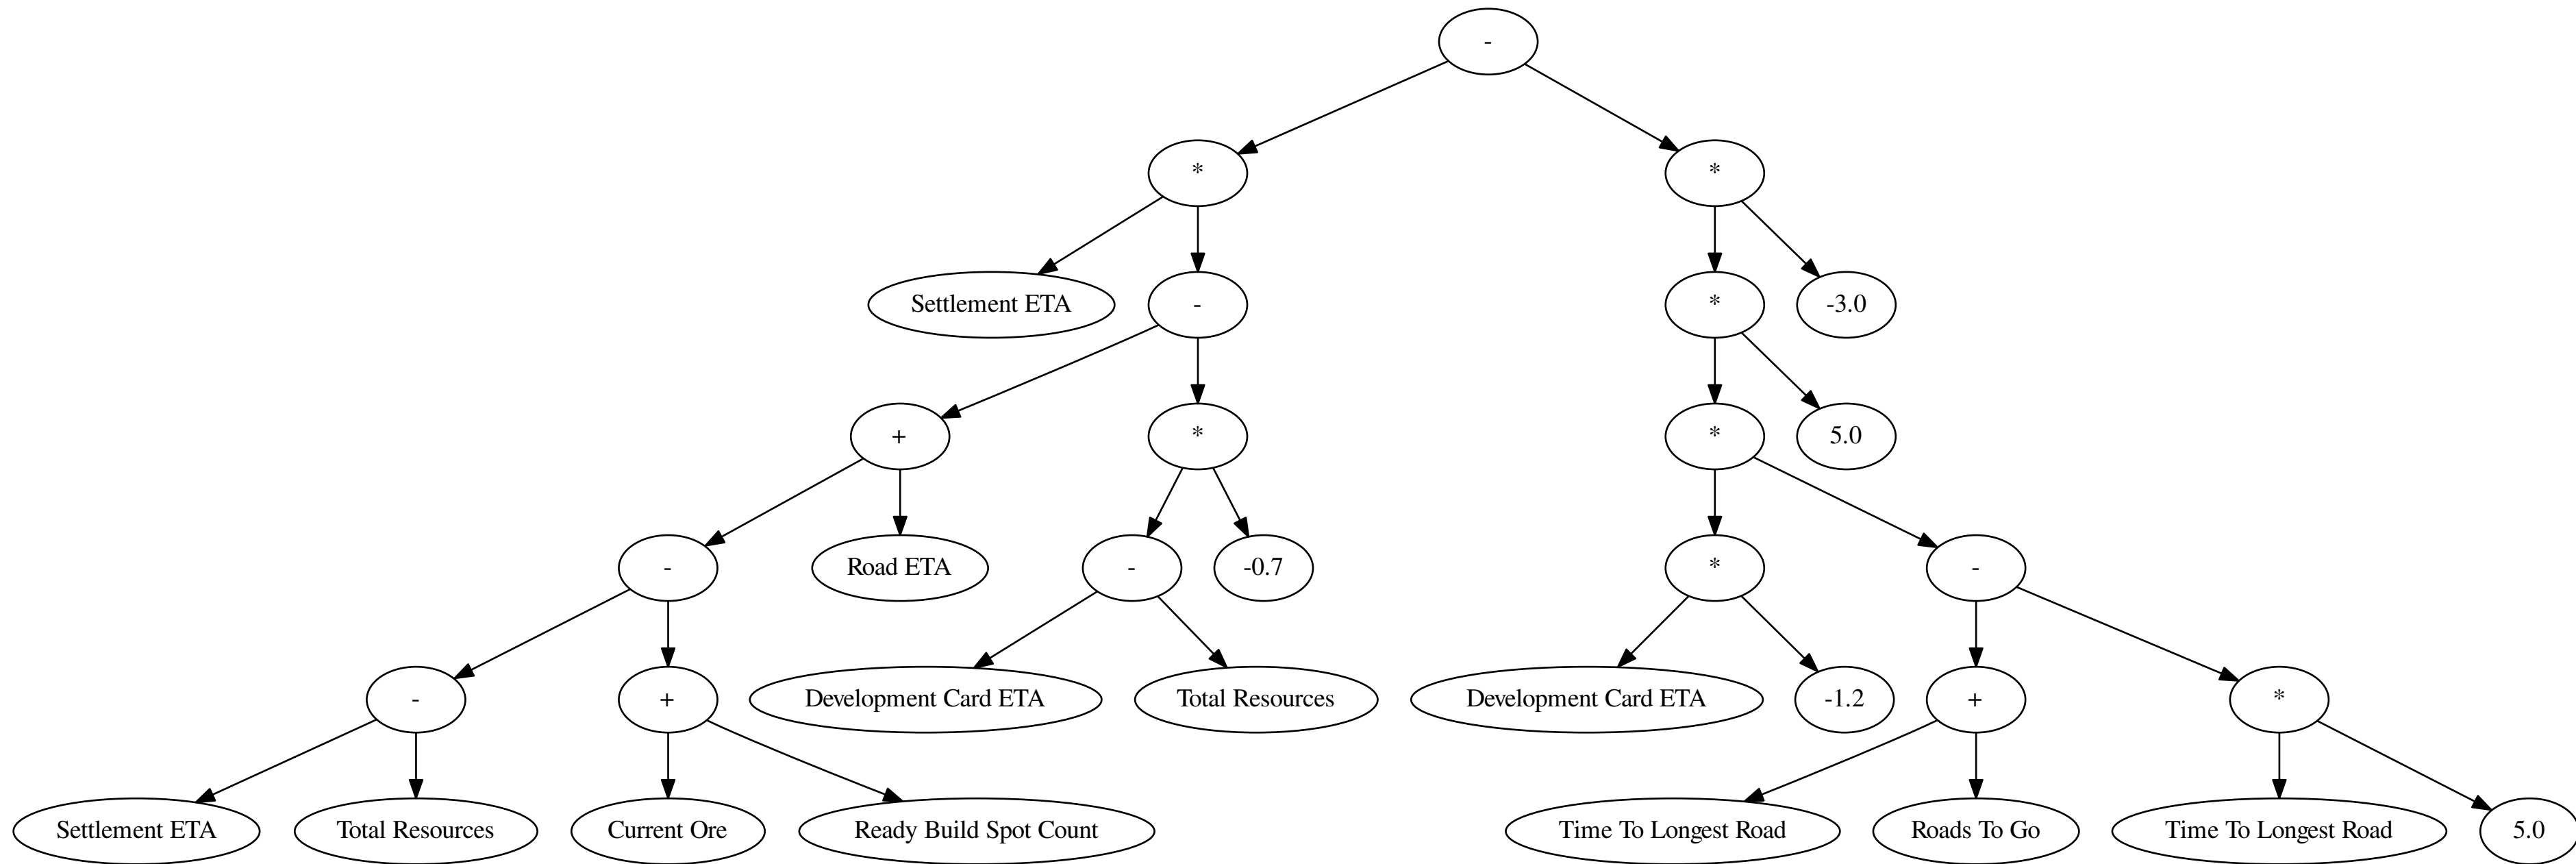 -
*
*
Settlement ETA
-
*
-3.0
+
*
*
5.0
-
Road ETA
-
-0.7
*
-
-
+
Development Card ETA
Total Resources
Development Card ETA
-1.2
+
*
Settlement ETA
Total Resources
Current Ore
Ready Build Spot Count
Time To Longest Road
Roads To Go
Time To Longest Road
5.0